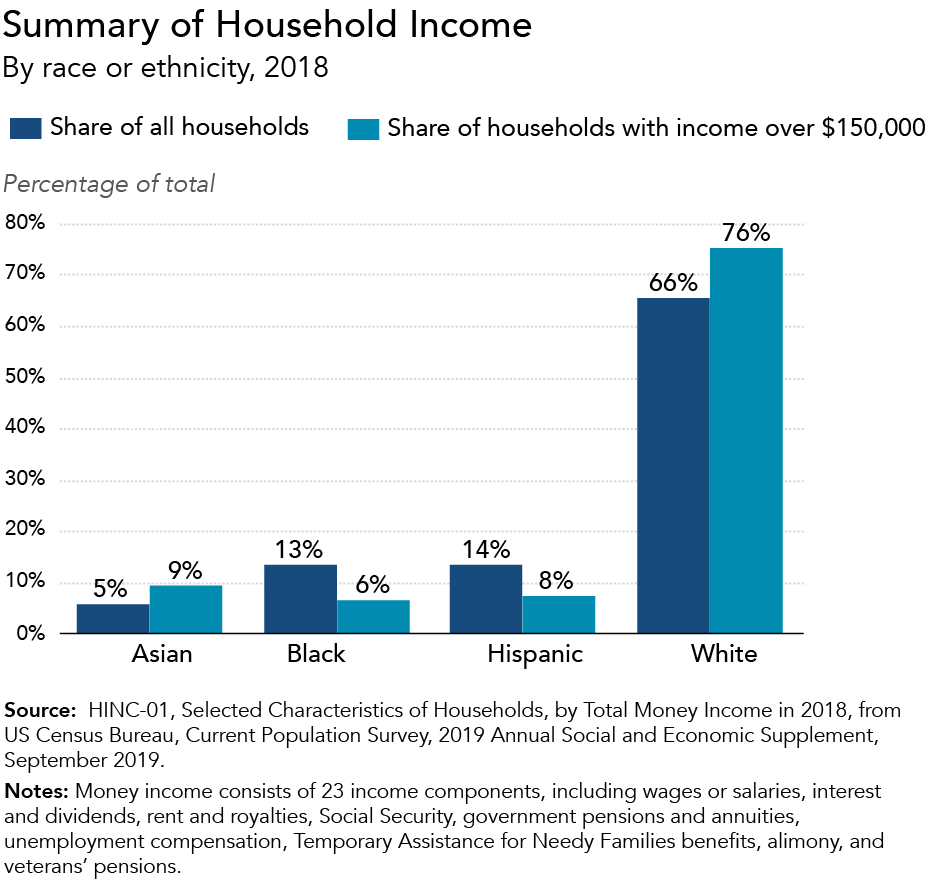 Summary of Household Income
By race or ethnicity, 2018
Share of all households
Share of households with income over $150,000
Percentage of total
80%
70%
60%
50%
40%
30%
20%
10%
0%
5%
9%
13%
6%
14%
8%
66%
76%
Asian
Black
Hispanic
White
Source: HINC-01, Selected Characteristics of Households, by Total Money Income in 2018, from
US Census Bureau, Current Population Survey, 2019 Annual Social and Economic Supplement,
September 2019.
Notes: Money income consists of 23 income components, including wages or salaries, interest
and dividends, rent and royalties, Social Security, government pensions and annuities,
unemployment compensation, Temporary Assistance for Needy Families benefits, alimony, and
veterans’ pensions.